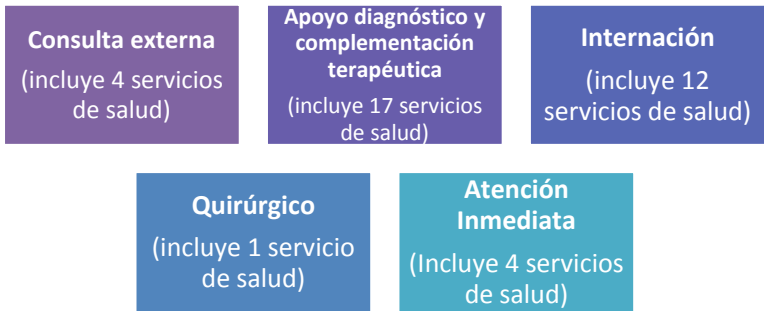 Consulta externa
(incluye 4 servicios
de salud)
Apoyo diagnóstico y
complementación
terapéutica
(incluye 17 servicios
de salud)
Internación
(incluye 12
servicios de salud)
Quirúrgico
(incluye 1 servicio
de salud)
Atención
Inmediata
(Incluye 4 servicios
de salud)